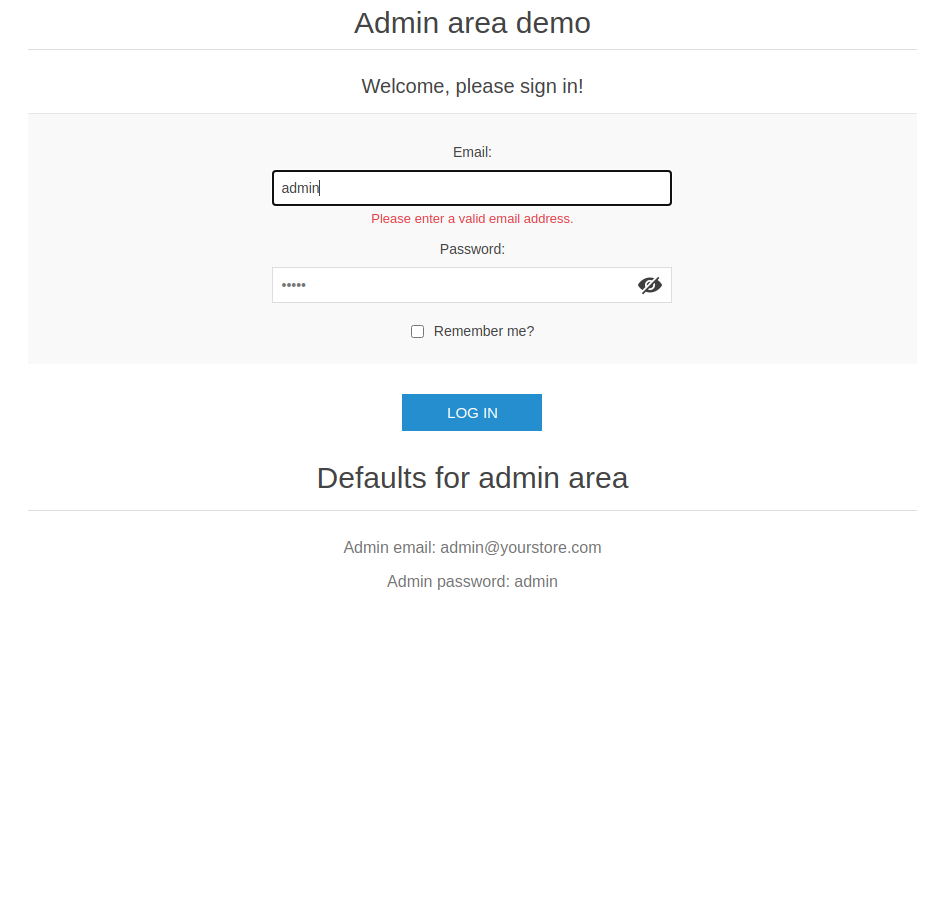 Admin area demo
Welcome, please sign in!
Email:
admin
Please enter a valid email address.
Password:
•••••
Remember me?
LOG IN
Defaults for admin area
Admin email: admin@yourstore.com
Admin password: admin